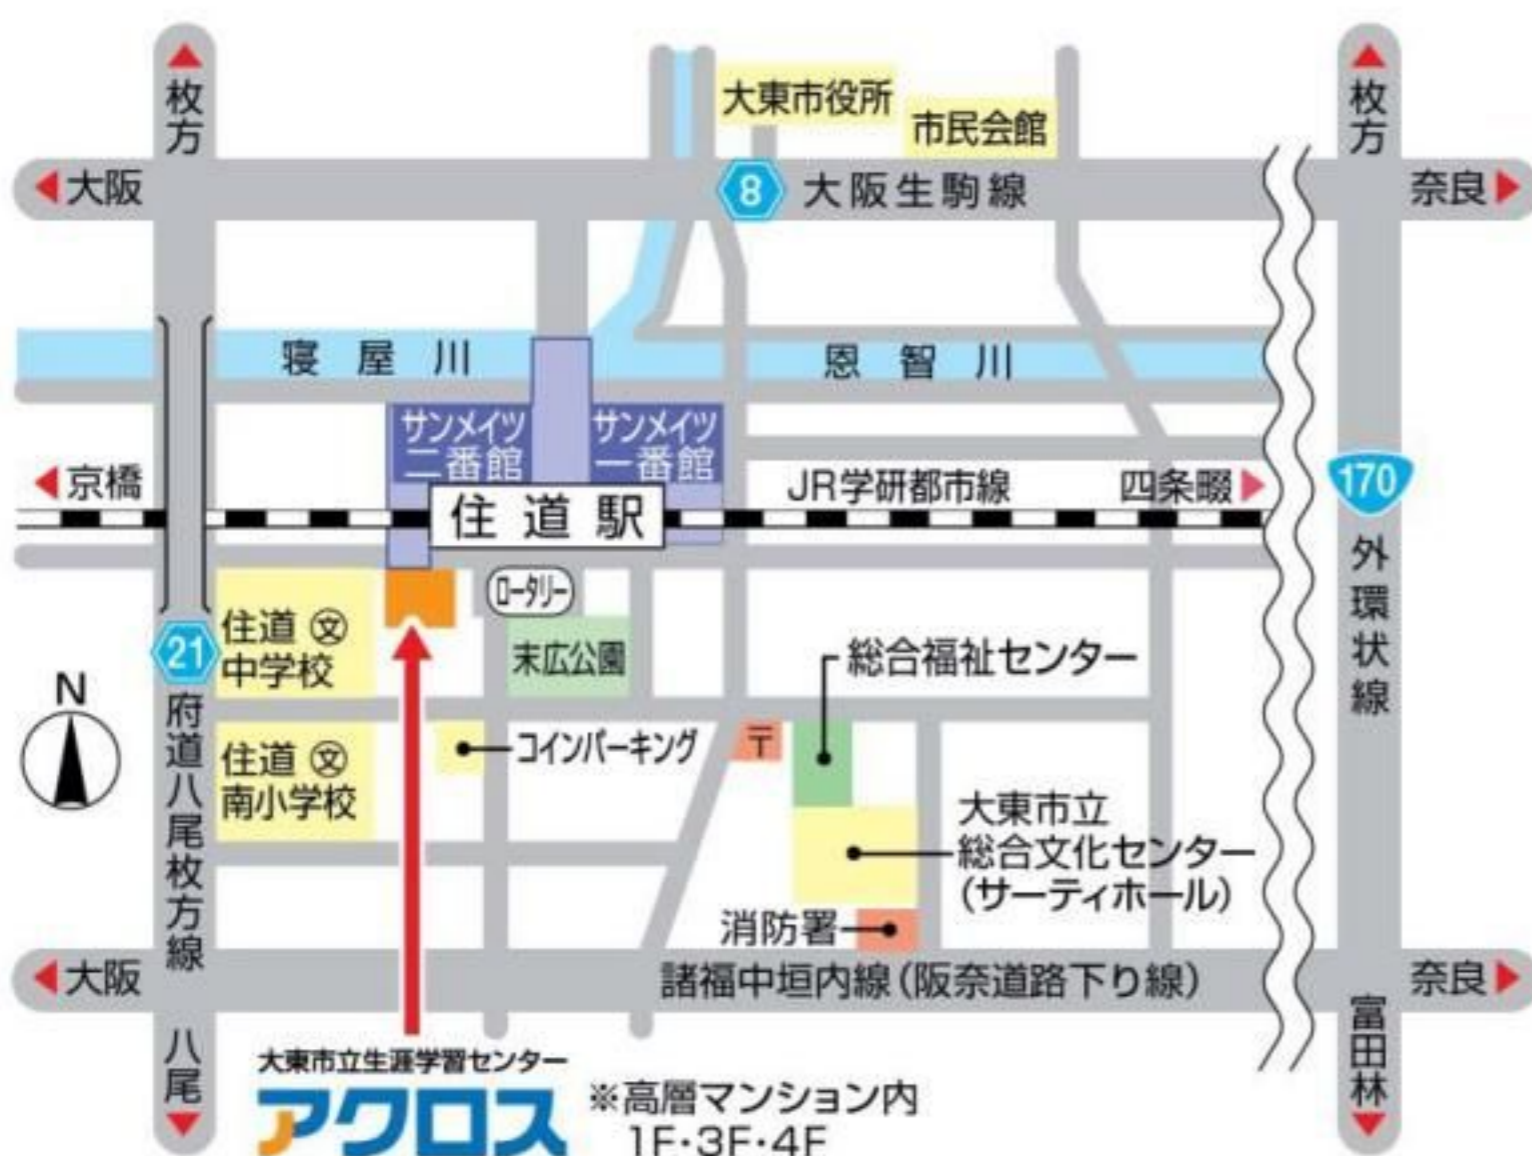 枚方
枚方
大東市役所
市民会館
大阪
8
大阪生駒線
奈良
寝屋川
恩智川
サンメイツ
二番館
サンメイツ
一番館
京橋
JR学研都市線
四条畷
170
住道駅
外環状線
ロータリー
住道 文
中学校
21
末広公園
総合福祉センター
N
府道八尾枚方線
住道 文
南小学校
コインパーキング
〒
大東市立
総合文化センター
(サーティホール)
消防署
大阪
諸福中垣内線(阪奈道路下り線)
奈良
八尾
富田林
大東市立生涯学習センター
アクロス
※高層マンション内
1F・3F・4F